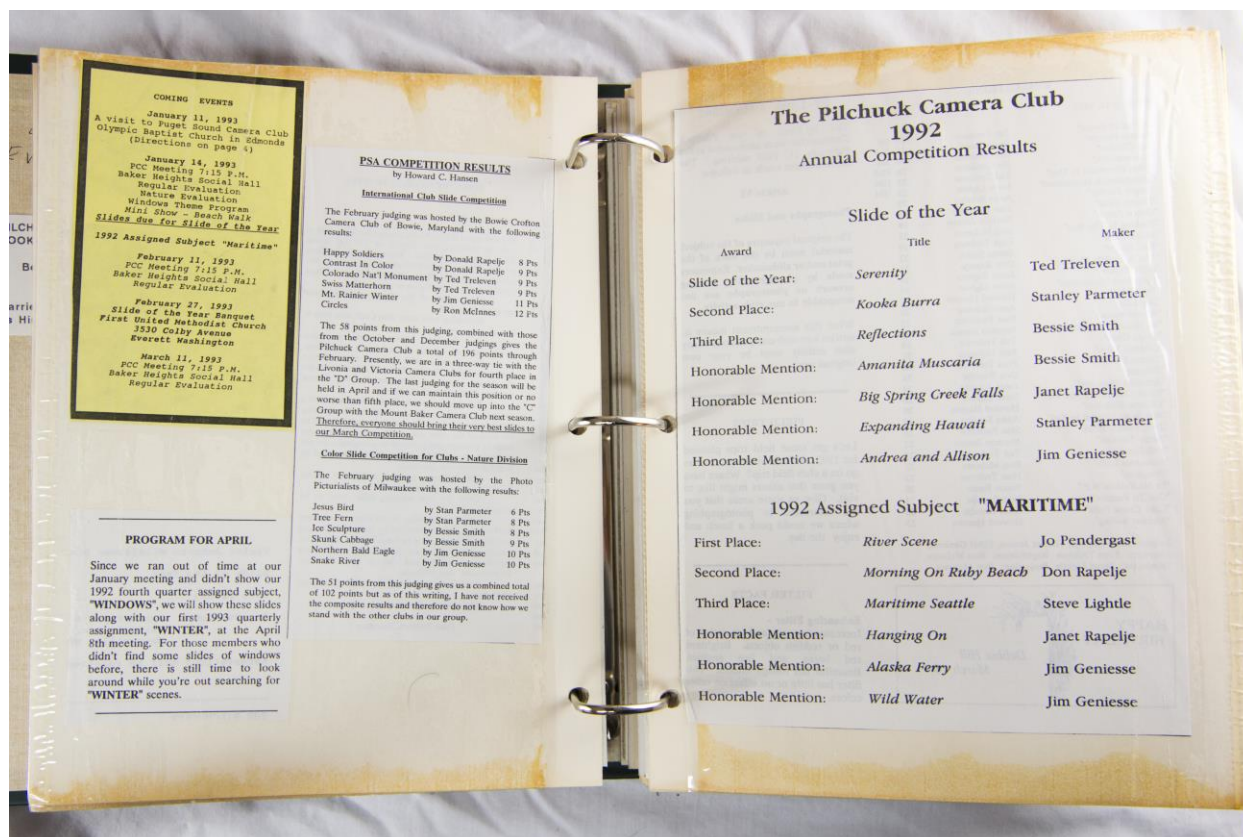 COMING EVENTS
January 11, 1993
A visit to Puget Sound Camera Club
Olympic Baptist Church in Edmonds
(Directions on page 4)
January 14, 1993
PCC Meeting 7:15 P.M.
Baker Heights Social Hall
Regular Evaluation
Nature Evaluation
Windows Theme Program
Mini Show - Beach Walk
Slides due for Slide of the Year
1992 Assigned Subject "Maritime"
February 11, 1993
PCC Meeting 7:15 P.M.
Baker Heights Social Hall
Regular Evaluation
February 27, 1993
Slide of the Year Banquet
First United Methodist Church
3530 Colby Avenue
Everett Washington
March 11, 1993
PCC Meeting 7:15 P.M.
Baker Heights Social Hall
Regular Evaluation
PROGRAM FOR APRIL
Since we ran out of time at our
January meeting and didn't show our
1992 fourth quarter assigned subject,
"WINDOWS", we will show these slides
along with our first 1993 quarterly
assignment, "WINTER", at the April
8th meeting. For those members who
didn't find some slides of windows
before, there is still time to look
around while you're out searching for
"WINTER" scenes.
PSA COMPETITION RESULTS
by Howard C. Hansen
International Club Slide Competition
The February judging was hosted by the Bowie Crofton
Camera Club of Bowie, Maryland with the following
results:
Happy Soldiers by Donald Rapelje 8 Pts
Contrast In Color by Donald Rapelje 9 Pts
Colorado Nat'l Monument by Ted Treleven 9 Pts
Swiss Matterhorn by Ted Treleven 9 Pts
Mt. Rainier Winter by Jim Geniesse 11 Pts
Circles by Ron McInnes 12 Pts
The 58 points from this judging, combined with those
from the October and December judgings gives the
Pilchuck Camera Club a total of 196 points through
February. Presently, we are in a three-way tie with the
Livonia and Victoria Camera Clubs for fourth place in
the "D" Group. The last judging for the season will be
held in April and if we can maintain this position or no
worse than fifth place, we should move up into the "C"
Group with the Mount Baker Camera Club next season.
Therefore, everyone should bring their very best slides to
our March Competition.
Color Slide Competition for Clubs - Nature Division
The February judging was hosted by the Photo
Picturialists of Milwaukee with the following results:
Jesus Bird by Stan Parmeter 6 Pts
Tree Fern by Stan Parmeter 8 Pts
Ice Sculpture by Bessie Smith 8 Pts
Skunk Cabbage by Bessie Smith 9 Pts
Northern Bald Eagle by Jim Geniesse 10 Pts
Snake River by Jim Geniesse 10 Pts
The 51 points from this judging gives us a combined total
of 102 points but as of this writing, I have not received
the composite results and therefore do not know how we
stand with the other clubs in our group.
The Pilchuck Camera Club
1992
Annual Competition Results
Slide of the Year
Award Title Maker
Slide of the Year: Serenity Ted Treleven
Second Place: Kooka Burra Stanley Parmeter
Third Place: Reflections Bessie Smith
Honorable Mention: Amanita Muscaria Bessie Smith
Honorable Mention: Big Spring Creek Falls Janet Rapelje
Honorable Mention: Expanding Hawaii Stanley Parmeter
Honorable Mention: Andrea and Allison Jim Geniesse
1992 Assigned Subject "MARITIME"
First Place: River Scene Jo Pendergast
Second Place: Morning On Ruby Beach Don Rapelje
Third Place: Maritime Seattle Steve Lightle
Honorable Mention: Hanging On Janet Rapelje
Honorable Mention: Alaska Ferry Jim Geniesse
Honorable Mention: Wild Water Jim Geniesse